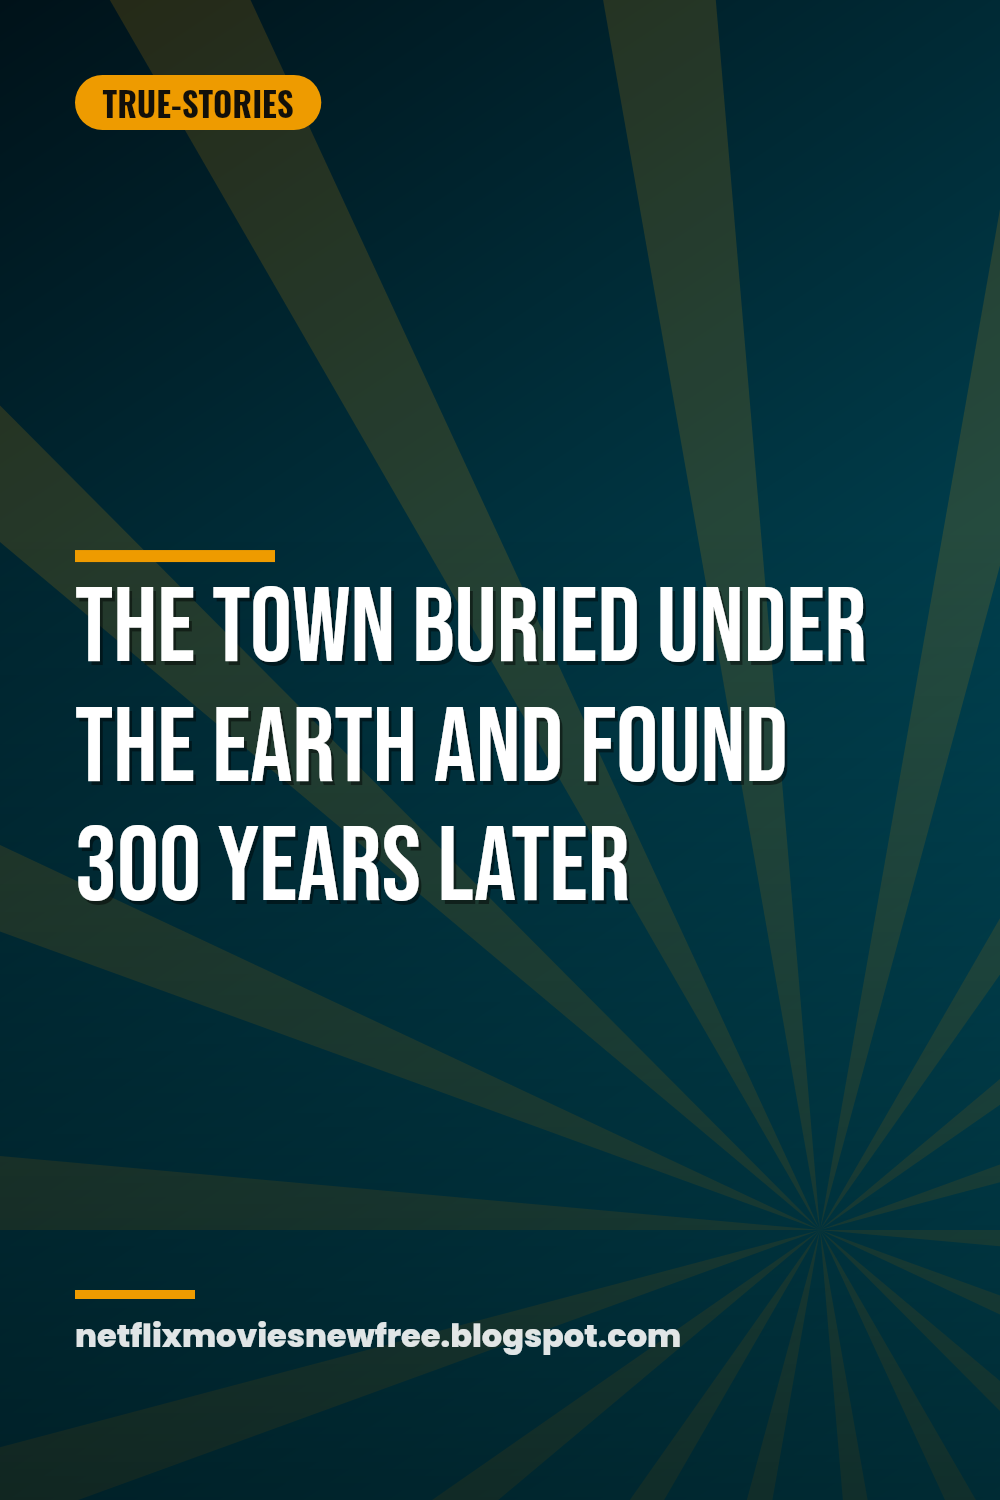 TRUE-STORIES
THE TOWN BURIED UNDER
THE EARTH AND FOUND
300 YEARS LATER
netflixmoviesnewfree.blogspot.com